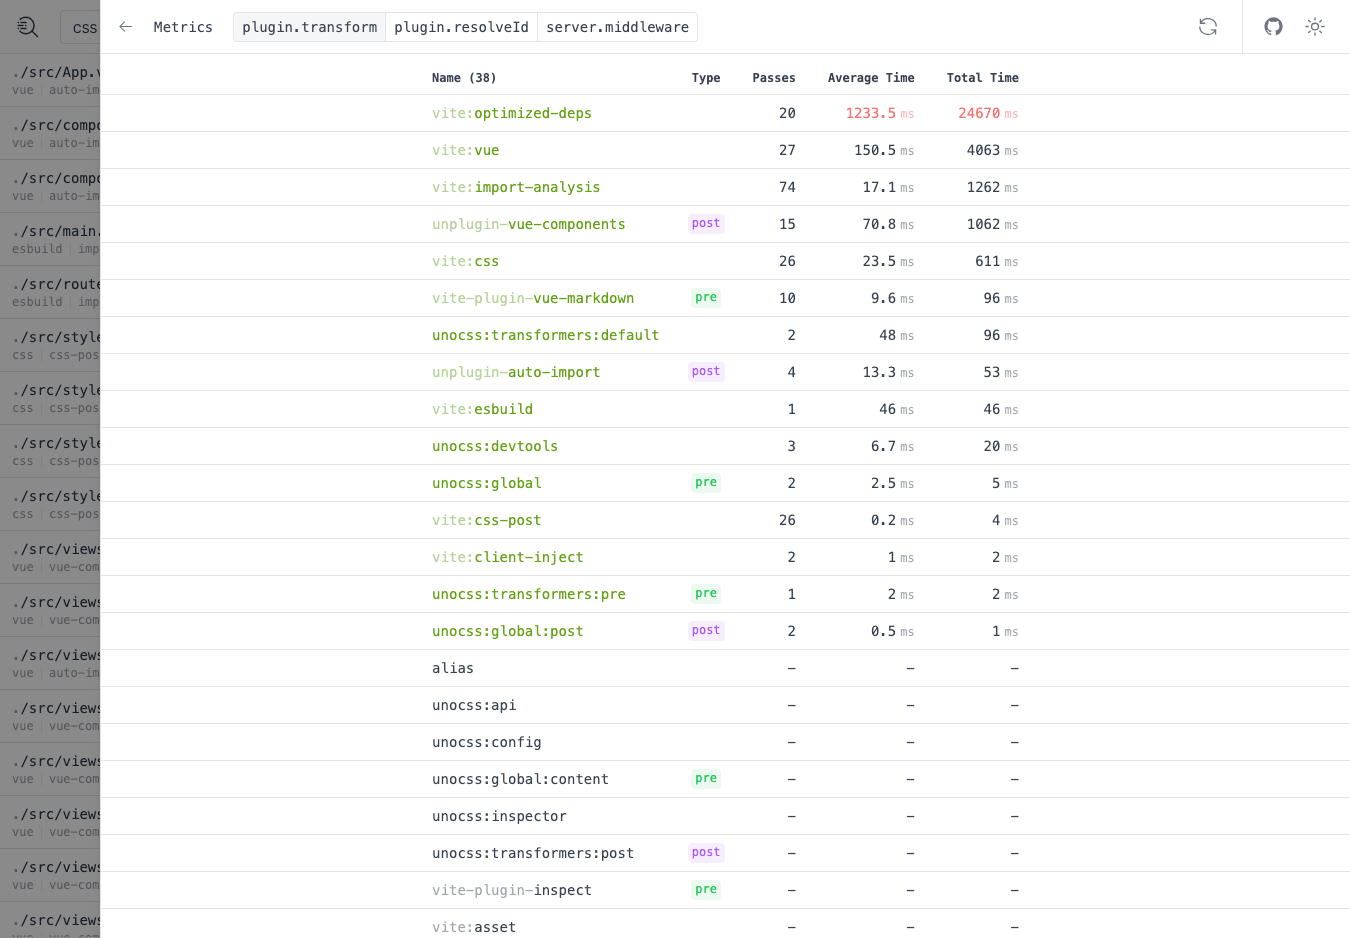 CSS
./src/App.v
vue | auto-im
./src/compo
vue | auto-im
./src/compo
vue | auto-im
./src/main.
esbuild | imp
./src/route
esbuild | imp
./src/style
css | css-pos
./src/style
css | css-pos
./src/style
css | css-pos
./src/style
css | css-pos
./src/views
vue | vue-com
./src/views
vue | vue-com
./src/views
vue | auto-im
./src/views
vue | vue-com
./src/views
vue | vue-com
./src/views
vue | vue-com
./src/views
vue | vue-com
./src/views
Metrics plugin.transform plugin.resolveId server.middleware
Name (38) Type Passes Average Time Total Time
vite:optimized-deps 20 1233.5 ms 24670 ms
vite:vue 27 150.5 ms 4063 ms
vite:import-analysis 74 17.1 ms 1262 ms
unplugin-vue-components post 15 70.8 ms 1062 ms
vite:css 26 23.5 ms 611 ms
vite-plugin-vue-markdown pre 10 9.6 ms 96 ms
unocss:transformers:default 2 48 ms 96 ms
unplugin-auto-import post 4 13.3 ms 53 ms
vite:esbuild 1 46 ms 46 ms
unocss:devtools 3 6.7 ms 20 ms
unocss:global pre 2 2.5 ms 5 ms
vite:css-post 26 0.2 ms 4 ms
vite:client-inject 2 1 ms 2 ms
unocss:transformers:pre pre 1 2 ms 2 ms
unocss:global:post post 2 0.5 ms 1 ms
alias – – –
unocss:api – – –
unocss:config – – –
unocss:global:content pre – – –
unocss:inspector – – –
unocss:transformers:post post – – –
vite-plugin-inspect pre – – –
vite:asset – – –